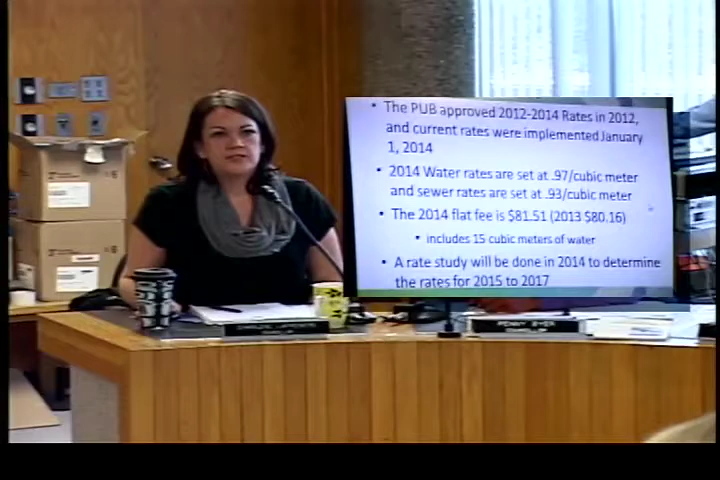 • The PUB approved 2012-2014 Rates in 2012,
and current rates were implemented January
1, 2014
• 2014 Water rates are set at .97/cubic meter
and sewer rates are set at .93/cubic meter
• The 2014 flat fee is $81.51 (2013 $80.16)
• includes 15 cubic meters of water
• A rate study will be done in 2014 to determine
the rates for 2015 to 2017
PENNY BYER